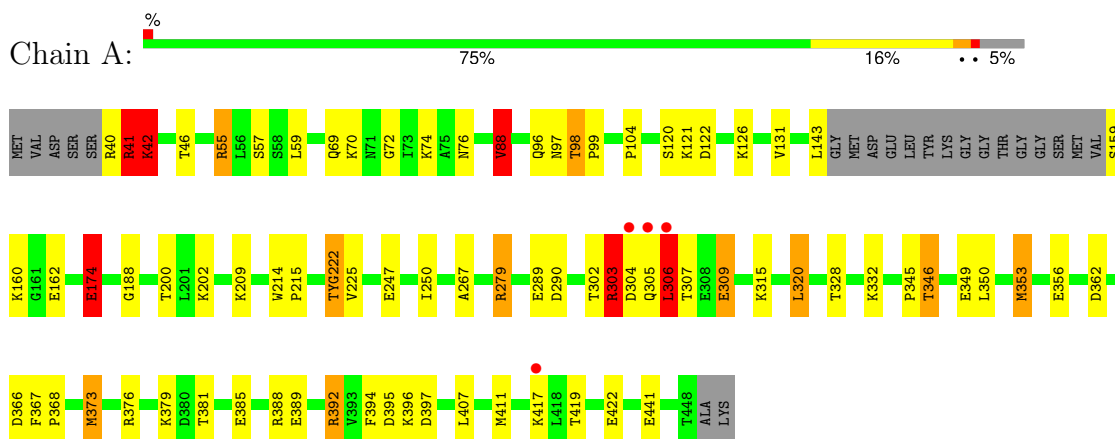 %
Chain A:
75% 16% • • 5%
MET VAL ASP SER SER R40 R41 K42 T46 R55 L56 S57 S58 L59 Q69 K70 N71 G72 I73 K74 A75 N76 V88 Q96 N97 T98 P99 P104 S120 K121 D122 K126 V131 L143 GLY MET ASP GLU LEU TYR LYS GLY GLY THR GLY GLY SER MET VAL S159
K160 G161 E162 E174 G188 T200 L201 K202 K209 W214 P215 TYG222 V225 E247 I250 A267 R279 E289 D290 T302 R303 D304 Q305 L306 T307 E308 E309 K315 L320 T328 K332 P345 T346 E349 L350 M353 E356 D362
D366 F367 P368 M373 R376 K379 D380 T381 E385 R388 E389 R392 V393 F394 D395 K396 D397 L407 M411 K417 L418 T419 E422 E441 T448 ALA LYS